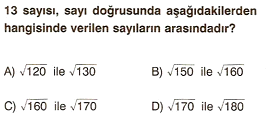 13 sayısı, sayı doğrusunda aşağıdakilerden
hangisinde verilen sayıların arasındadır?
A) √120 ile √130 B) √150 ile √160
C) √160 ile √170 D) √170 ile √180